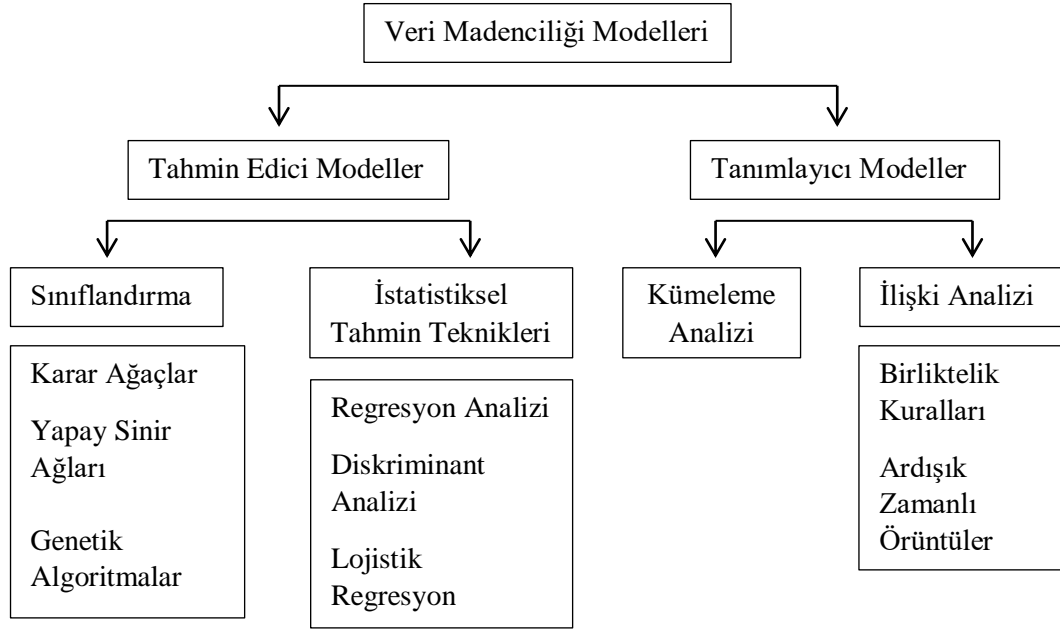 Veri Madenciliği Modelleri
Tahmin Edici Modeller
Tanımlayıcı Modeller
Sınıflandırma
İstatistiksel
Tahmin Teknikleri
Kümeleme
Analizi
İlişki Analizi
Karar Ağaçlar
Yapay Sinir
Ağları
Genetik
Algoritmalar
Regresyon Analizi
Diskriminant
Analizi
Lojistik
Regresyon
Birliktelik
Kuralları
Ardışık
Zamanlı
Örüntüler